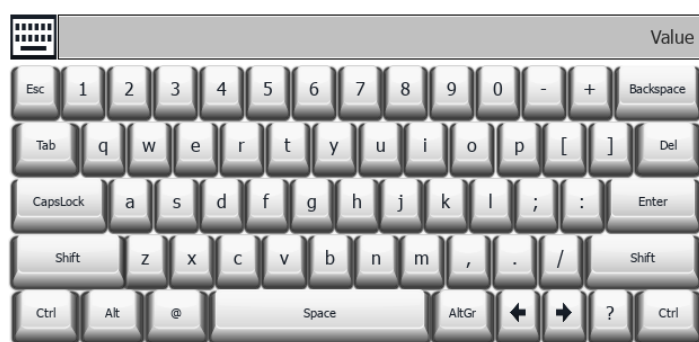 Value
Esc 1 2 3 4 5 6 7 8 9 0 - + Backspace
Tab q w e r t y u i o p [ ] Del
CapsLock a s d f g h j k l ; : Enter
Shift z x c v b n m , . / Shift
Ctrl Alt @ Space AltGr ← → ? Ctrl